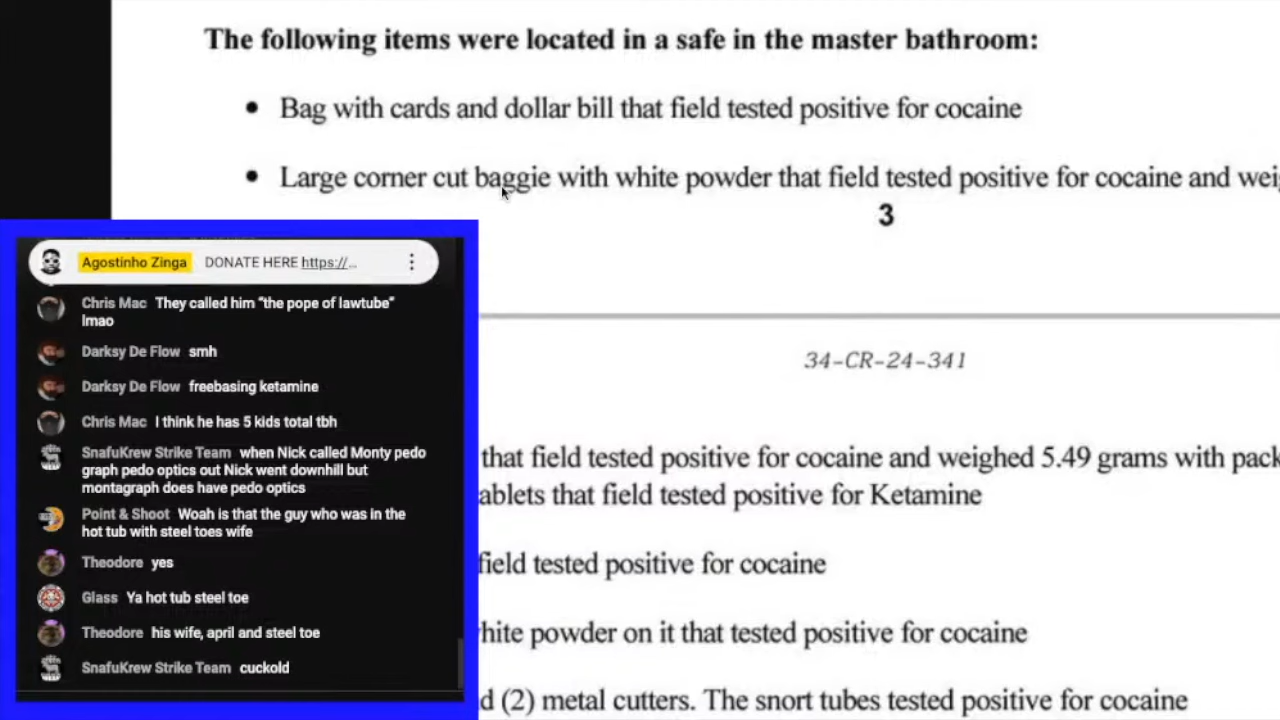 The following items were located in a safe in the master bathroom:
• Bag with cards and dollar bill that field tested positive for cocaine
• Large corner cut baggie with white powder that field tested positive for cocaine and
3
34-CR-24-341
that field tested positive for cocaine and weighed 5.49 grams with
that field tested positive for Ketamine
field tested positive for cocaine
powder on it that tested positive for cocaine
(2) metal cutters. The snort tubes tested positive for cocaine
Agostinho Zinga DONATE HERE https://...
Chris Mac They called him “the pope of lawtube”
lmao
Darksy De Flow smh
Darksy De Flow freebasing ketamine
Chris Mac I think he has 5 kids total tbh
SnafuKrew Strike Team when Nick called Monty pedo
graph pedo optics out Nick went downhill but
montagraph does have pedo optics
Point & Shoot Woah is that the guy who was in the
hot tub with steel toes wife
Theodore yes
Glass Ya hot tub steel toe
Theodore his wife, april and steel toe
SnafuKrew Strike Team cuckold